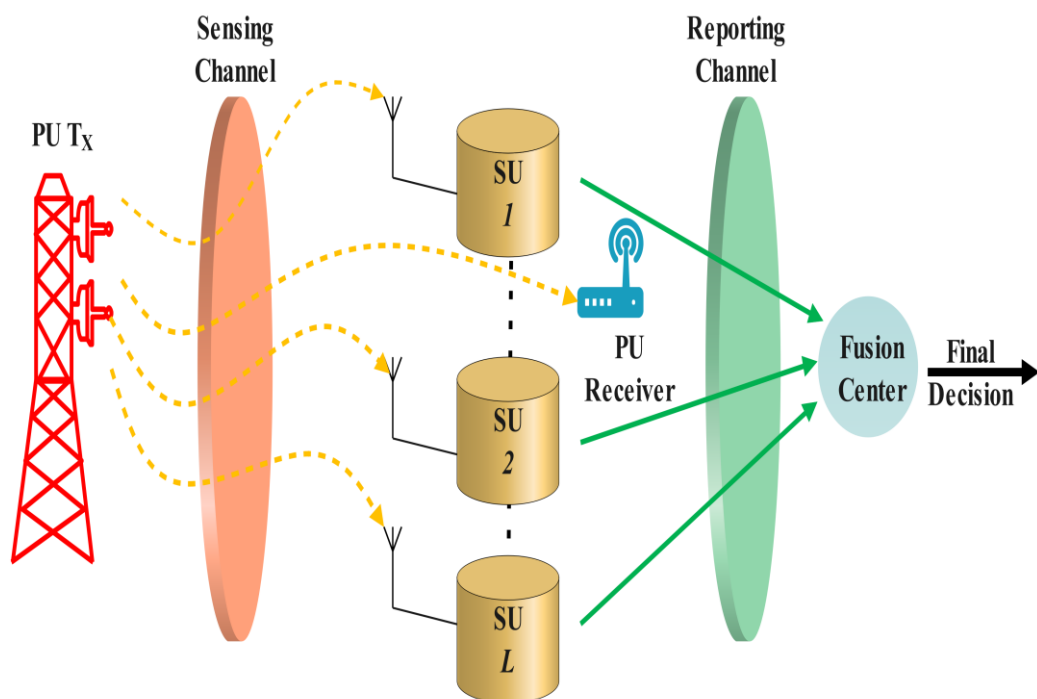 Sensing
Channel
Reporting
Channel
PU Tx
SU
1
PU
Receiver
SU
2
Fusion
Center
Final
Decision
SU
L